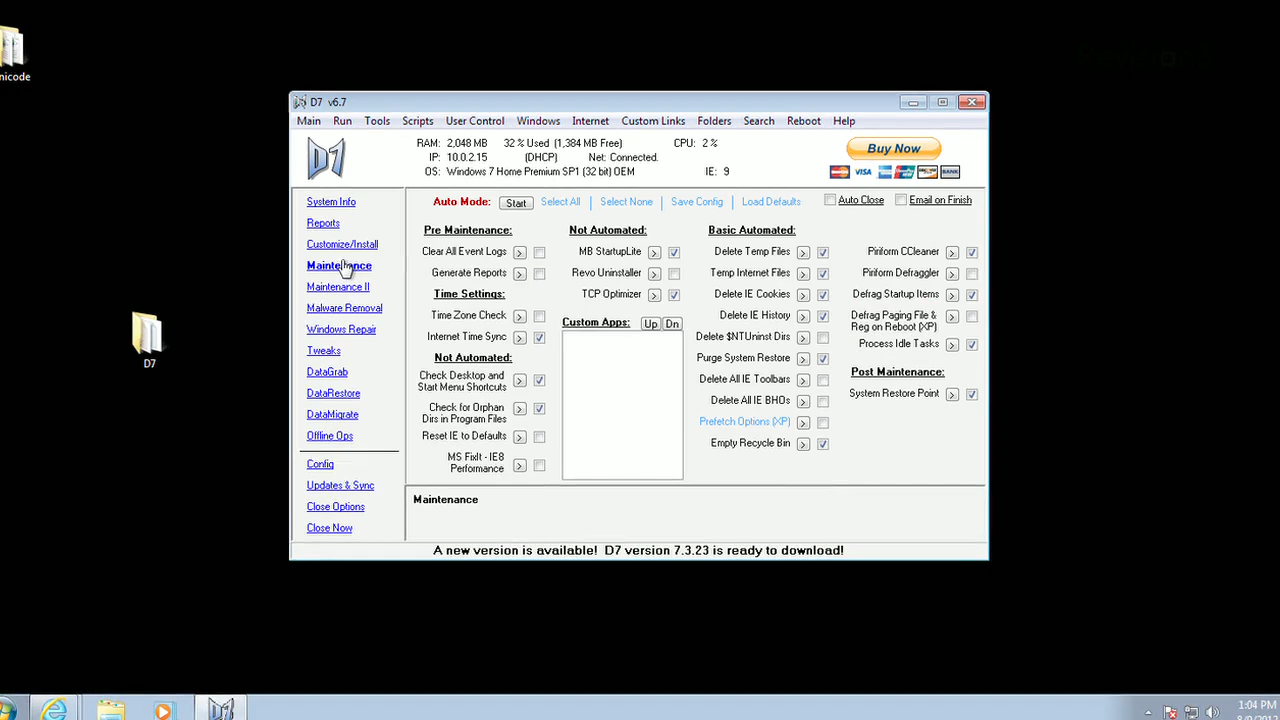 nicode
D7
D7 v6.7
Main Run Tools Scripts User Control Windows Internet Custom Links Folders Search Reboot Help
D7
RAM: 2,048 MB 32 % Used (1,384 MB Free) CPU: 2 %
IP: 10.0.2.15 (DHCP) Net: Connected.
OS: Windows 7 Home Premium SP1 (32 bit) OEM IE: 9
Buy Now
VISA
BANK
System Info
Reports
Customize/Install
Maintenance
Maintenance II
Malware Removal
Windows Repair
Tweaks
DataGrab
DataRestore
DataMigrate
Offline Ops
Config
Updates & Sync
Close Options
Close Now
Auto Mode: Start Select All | Select None | Save Config | Load Defaults Auto Close Email on Finish
Pre Maintenance:
Clear All Event Logs >
Generate Reports >
Time Settings:
Time Zone Check >
Internet Time Sync >
Not Automated:
Check Desktop and
Start Menu Shortcuts >
Check for Orphan
Dirs in Program Files >
Reset IE to Defaults >
MS FixIt - IE8
Performance >
Not Automated:
MB StartupLite >
Revo Uninstaller >
TCP Optimizer >
Custom Apps: Up Dn
Basic Automated:
Delete Temp Files >
Temp Internet Files >
Delete IE Cookies >
Delete IE History >
Delete $NTUninst Dirs >
Purge System Restore >
Delete All IE Toolbars >
Delete All IE BHOs >
Prefetch Options (XP) >
Empty Recycle Bin >
Piriform CCleaner >
Piriform Defraggler >
Defrag Startup Items >
Defrag Paging File &
Reg on Reboot (XP) >
Process Idle Tasks >
Post Maintenance:
System Restore Point >
Maintenance
A new version is available! D7 version 7.3.23 is ready to download!
D7
1:04 PM